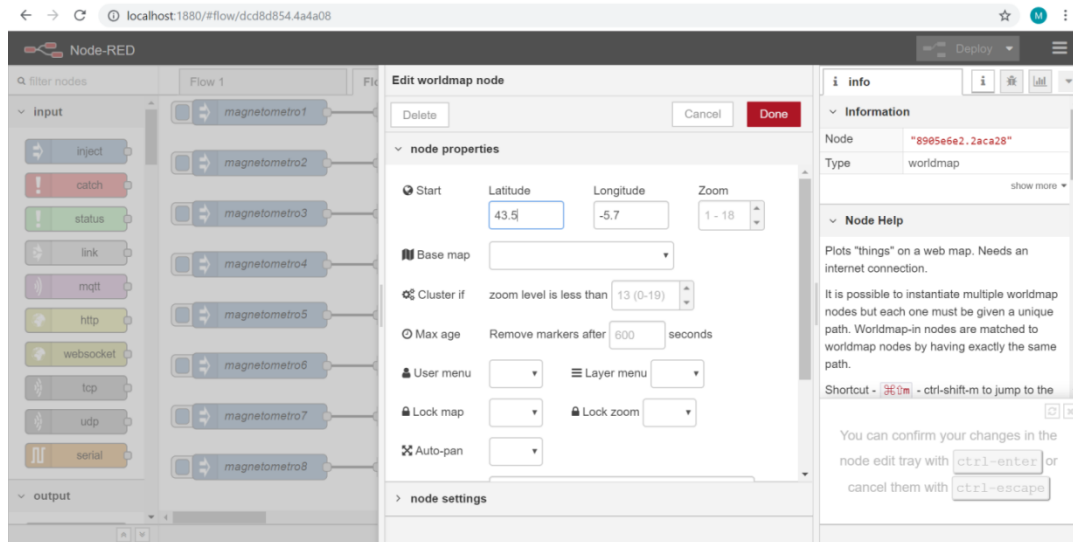 localhost:1880/#flow/dcd8d854.4a4a08
M
Node-RED
Deploy
filter nodes
Flow 1
Flo
input
inject
catch
status
link
mqtt
http
websocket
tcp
udp
serial
output
magnetometro1
magnetometro2
magnetometro3
magnetometro4
magnetometro5
magnetometro6
magnetometro7
magnetometro8
Edit worldmap node
Delete
Cancel
Done
node properties
Start
Latitude
Longitude
Zoom
43.5
-5.7
1 - 18
Base map
Cluster if
zoom level is less than
13 (0-19)
Max age
Remove markers after
600
seconds
User menu
Layer menu
Lock map
Lock zoom
Auto-pan
node settings
i info
i
Information
Node
"8905e6e2.2aca28"
Type
worldmap
show more
Node Help
Plots "things" on a web map. Needs an
internet connection.
It is possible to instantiate multiple worldmap
nodes but each one must be given a unique
path. Worldmap-in nodes are matched to
worldmap nodes by having exactly the same
path.
Shortcut - ⌘⇧m - ctrl-shift-m to jump to the
You can confirm your changes in the
node edit tray with ctrl-enter or
cancel them with ctrl-escape